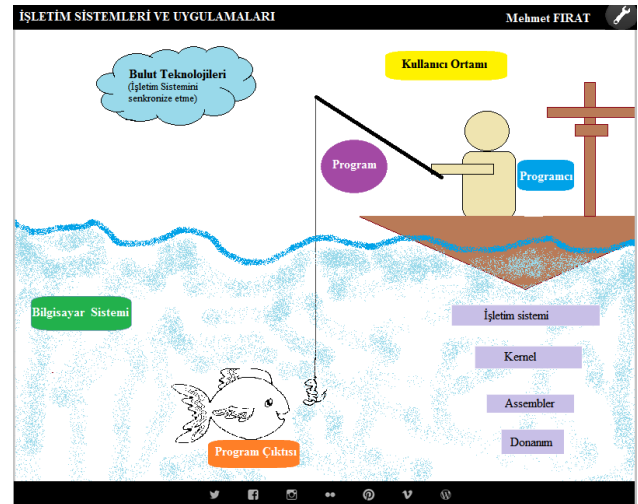 İŞLETİM SİSTEMLERİ VE UYGULAMALARI
Mehmet FIRAT
Bulut Teknolojileri
(İşletim Sistemini
senkronize etme)
Kullanıcı Ortamı
Program
Programcı
Bilgisayar Sistemi
İşletim sistemi
Kernel
Assembler
Donanım
Program Çıktısı